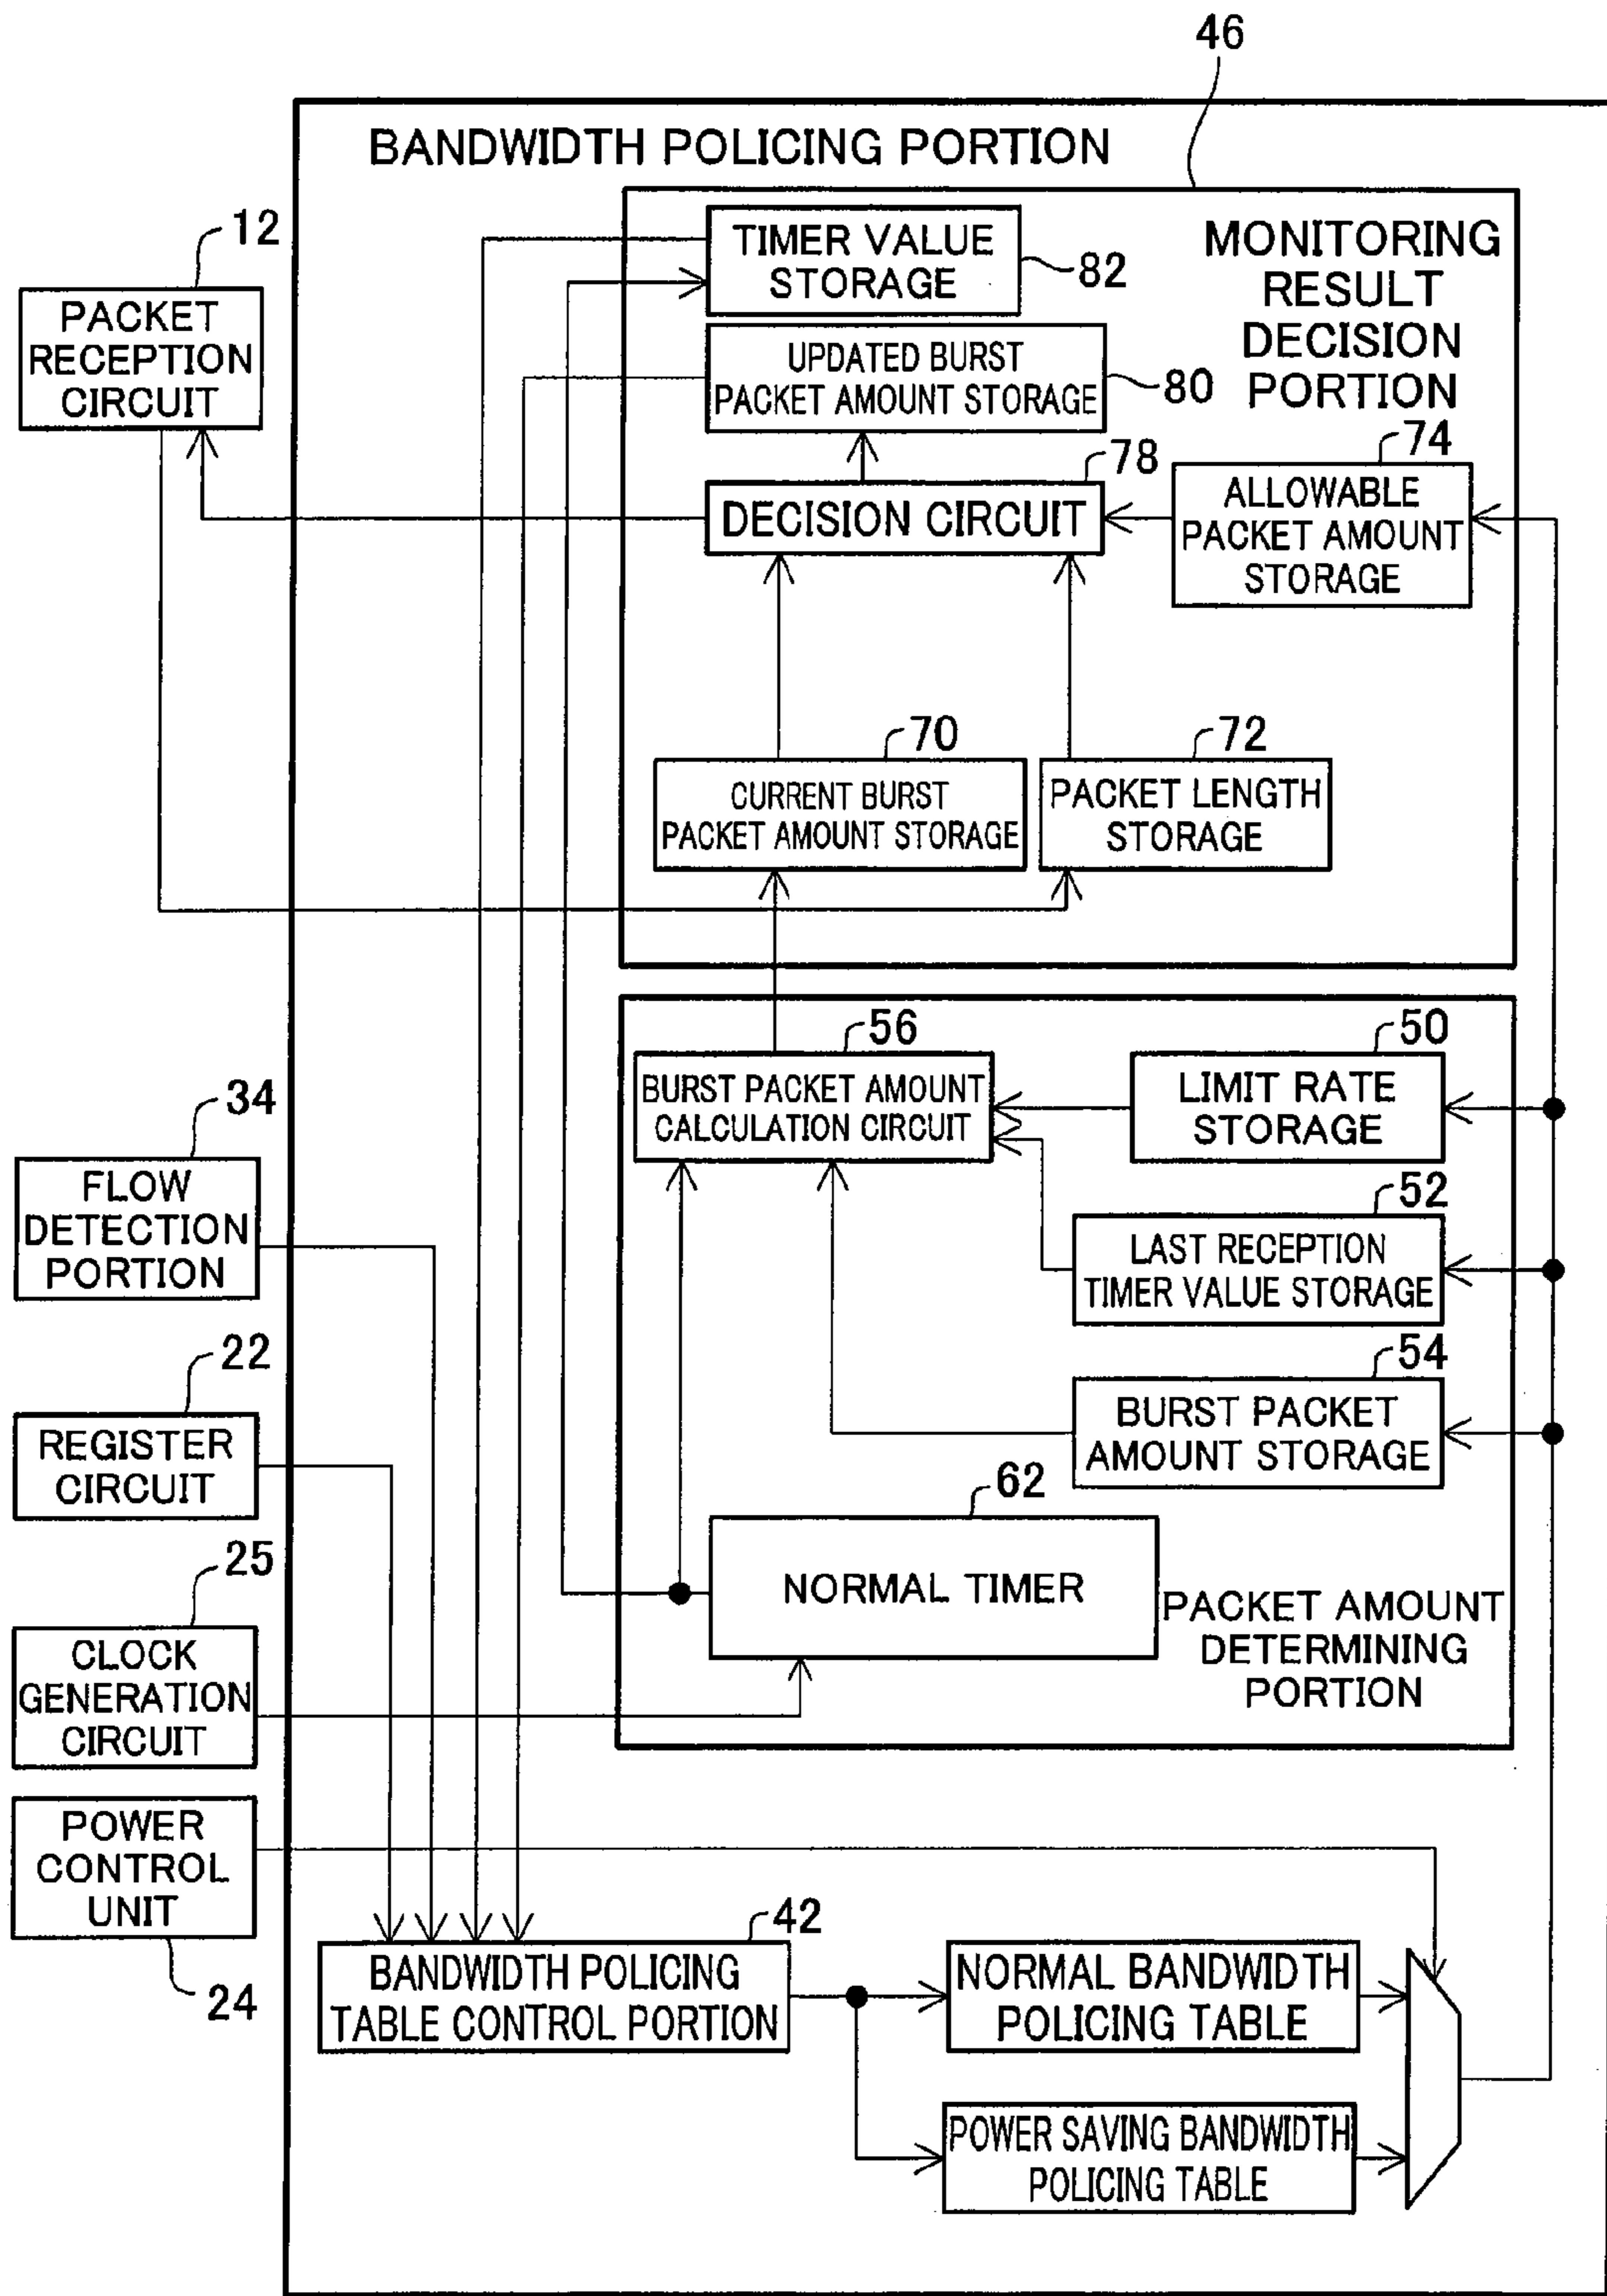 46
BANDWIDTH POLICING PORTION
12
PACKET
RECEPTION
CIRCUIT
TIMER VALUE
STORAGE
82
MONITORING
RESULT
DECISION
PORTION
UPDATED BURST
PACKET AMOUNT STORAGE
80
78
DECISION CIRCUIT
74
ALLOWABLE
PACKET AMOUNT
STORAGE
70
CURRENT BURST
PACKET AMOUNT STORAGE
72
PACKET LENGTH
STORAGE
56
BURST PACKET AMOUNT
CALCULATION CIRCUIT
50
LIMIT RATE
STORAGE
34
FLOW
DETECTION
PORTION
52
LAST RECEPTION
TIMER VALUE STORAGE
22
REGISTER
CIRCUIT
54
BURST PACKET
AMOUNT STORAGE
62
NORMAL TIMER
25
CLOCK
GENERATION
CIRCUIT
PACKET AMOUNT
DETERMINING
PORTION
POWER
CONTROL
UNIT
24
42
BANDWIDTH POLICING
TABLE CONTROL PORTION
NORMAL BANDWIDTH
POLICING TABLE
POWER SAVING BANDWIDTH
POLICING TABLE